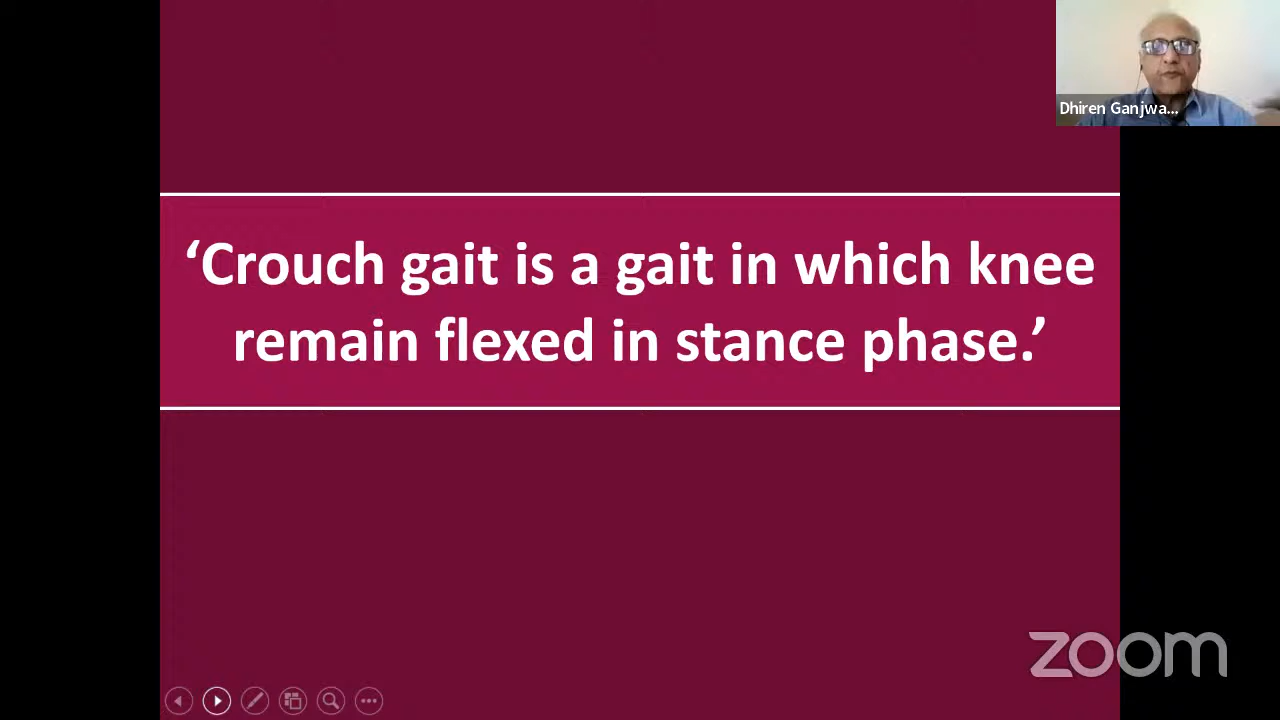 Dhiren Ganjwa...
‘Crouch gait is a gait in which knee
remain flexed in stance phase.’
zoom